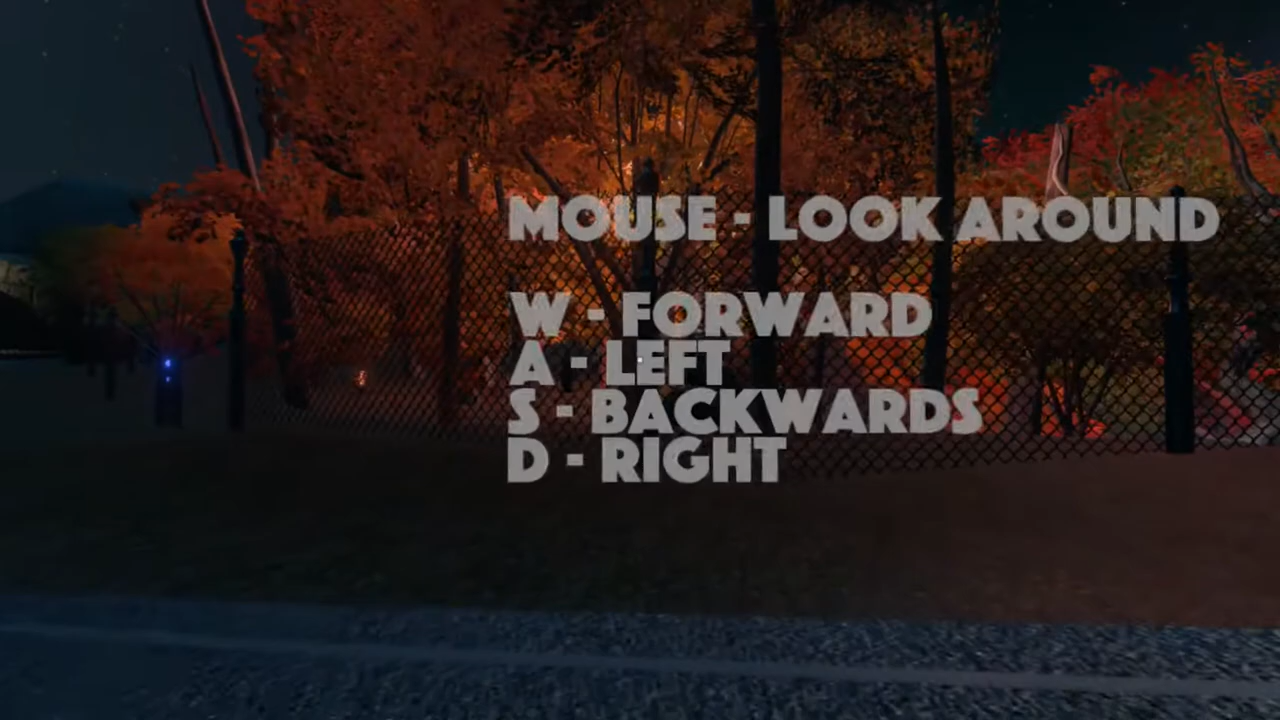 MOUSE - LOOK AROUND
W - FORWARD
A - LEFT
S - BACKWARDS
D - RIGHT